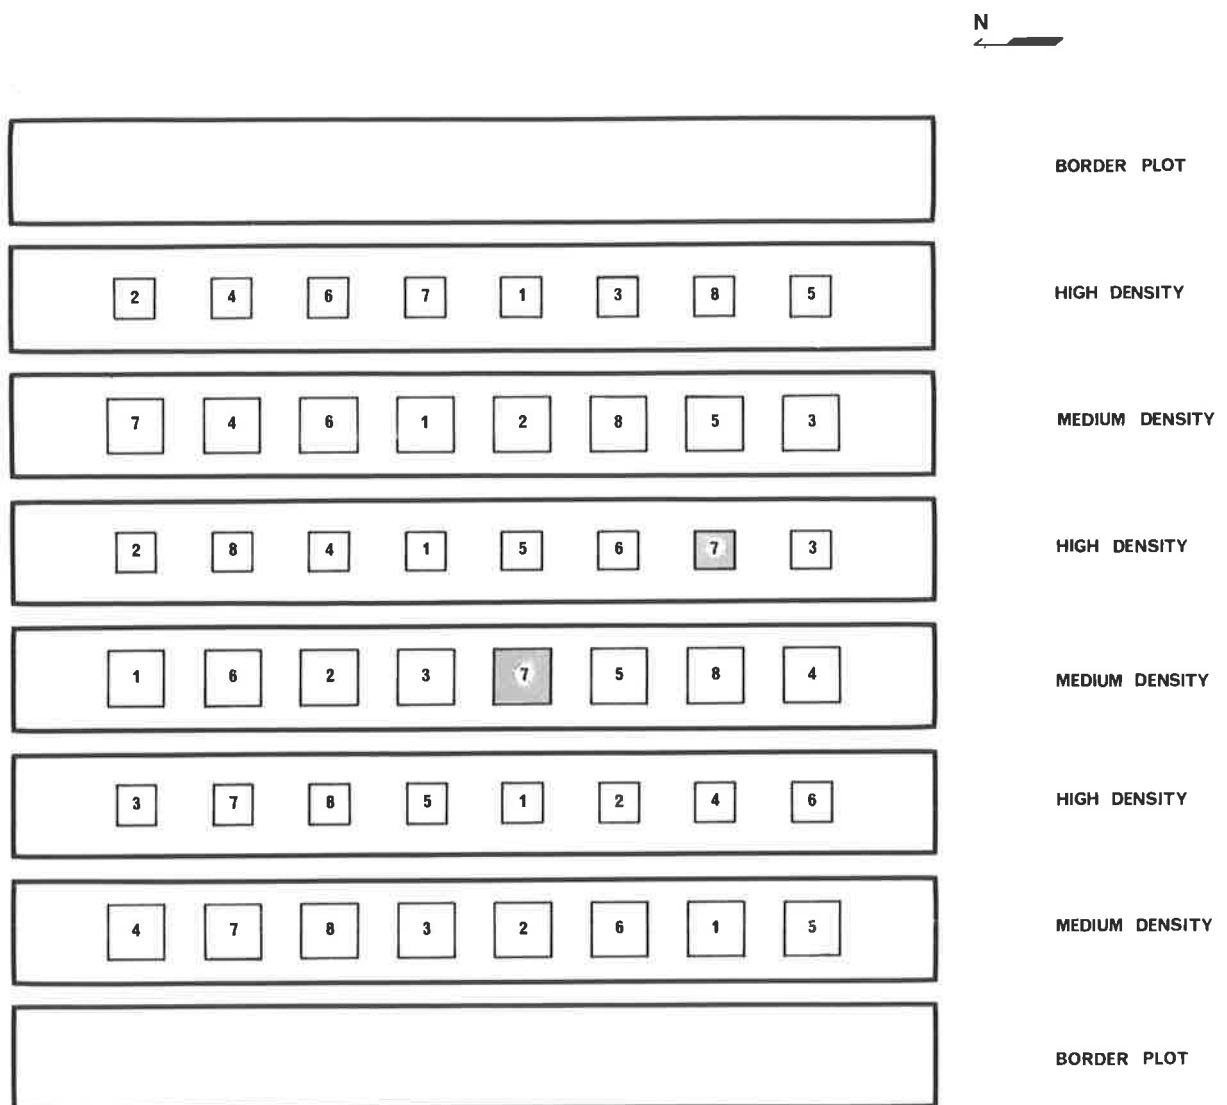 N
BORDER PLOT
2 4 6 7 1 3 8 5 HIGH DENSITY
7 4 6 1 2 8 5 3 MEDIUM DENSITY
2 8 4 1 5 6 7 3 HIGH DENSITY
1 6 2 3 7 5 8 4 MEDIUM DENSITY
3 7 8 5 1 2 4 6 HIGH DENSITY
4 7 8 3 2 6 1 5 MEDIUM DENSITY
BORDER PLOT